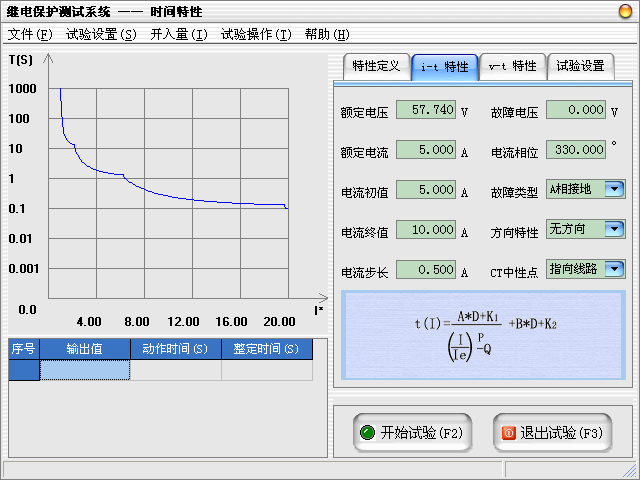 继电保护测试系统 —— 时间特性
文件(F) 试验设置(S) 开入量(I) 试验操作(T) 帮助(H)
T(S)
1000
100
10
1
0.1
0.01
0.001
0.0
4.00 8.00 12.00 16.00 20.00
I*
序号 输出值 动作时间(S) 整定时间(S)
特性定义 i-t 特性 v-t 特性 试验设置
额定电压 57.740 V 故障电压 0.000 V
额定电流 5.000 A 电流相位 330.000 °
电流初值 5.000 A 故障类型 A相接地
电流终值 10.000 A 方向特性 无方向
电流步长 0.500 A CT中性点 指向线路
t(I)= A*D+K1 / (I/Ie)P-Q +B*D+K2
开始试验(F2) 退出试验(F3)